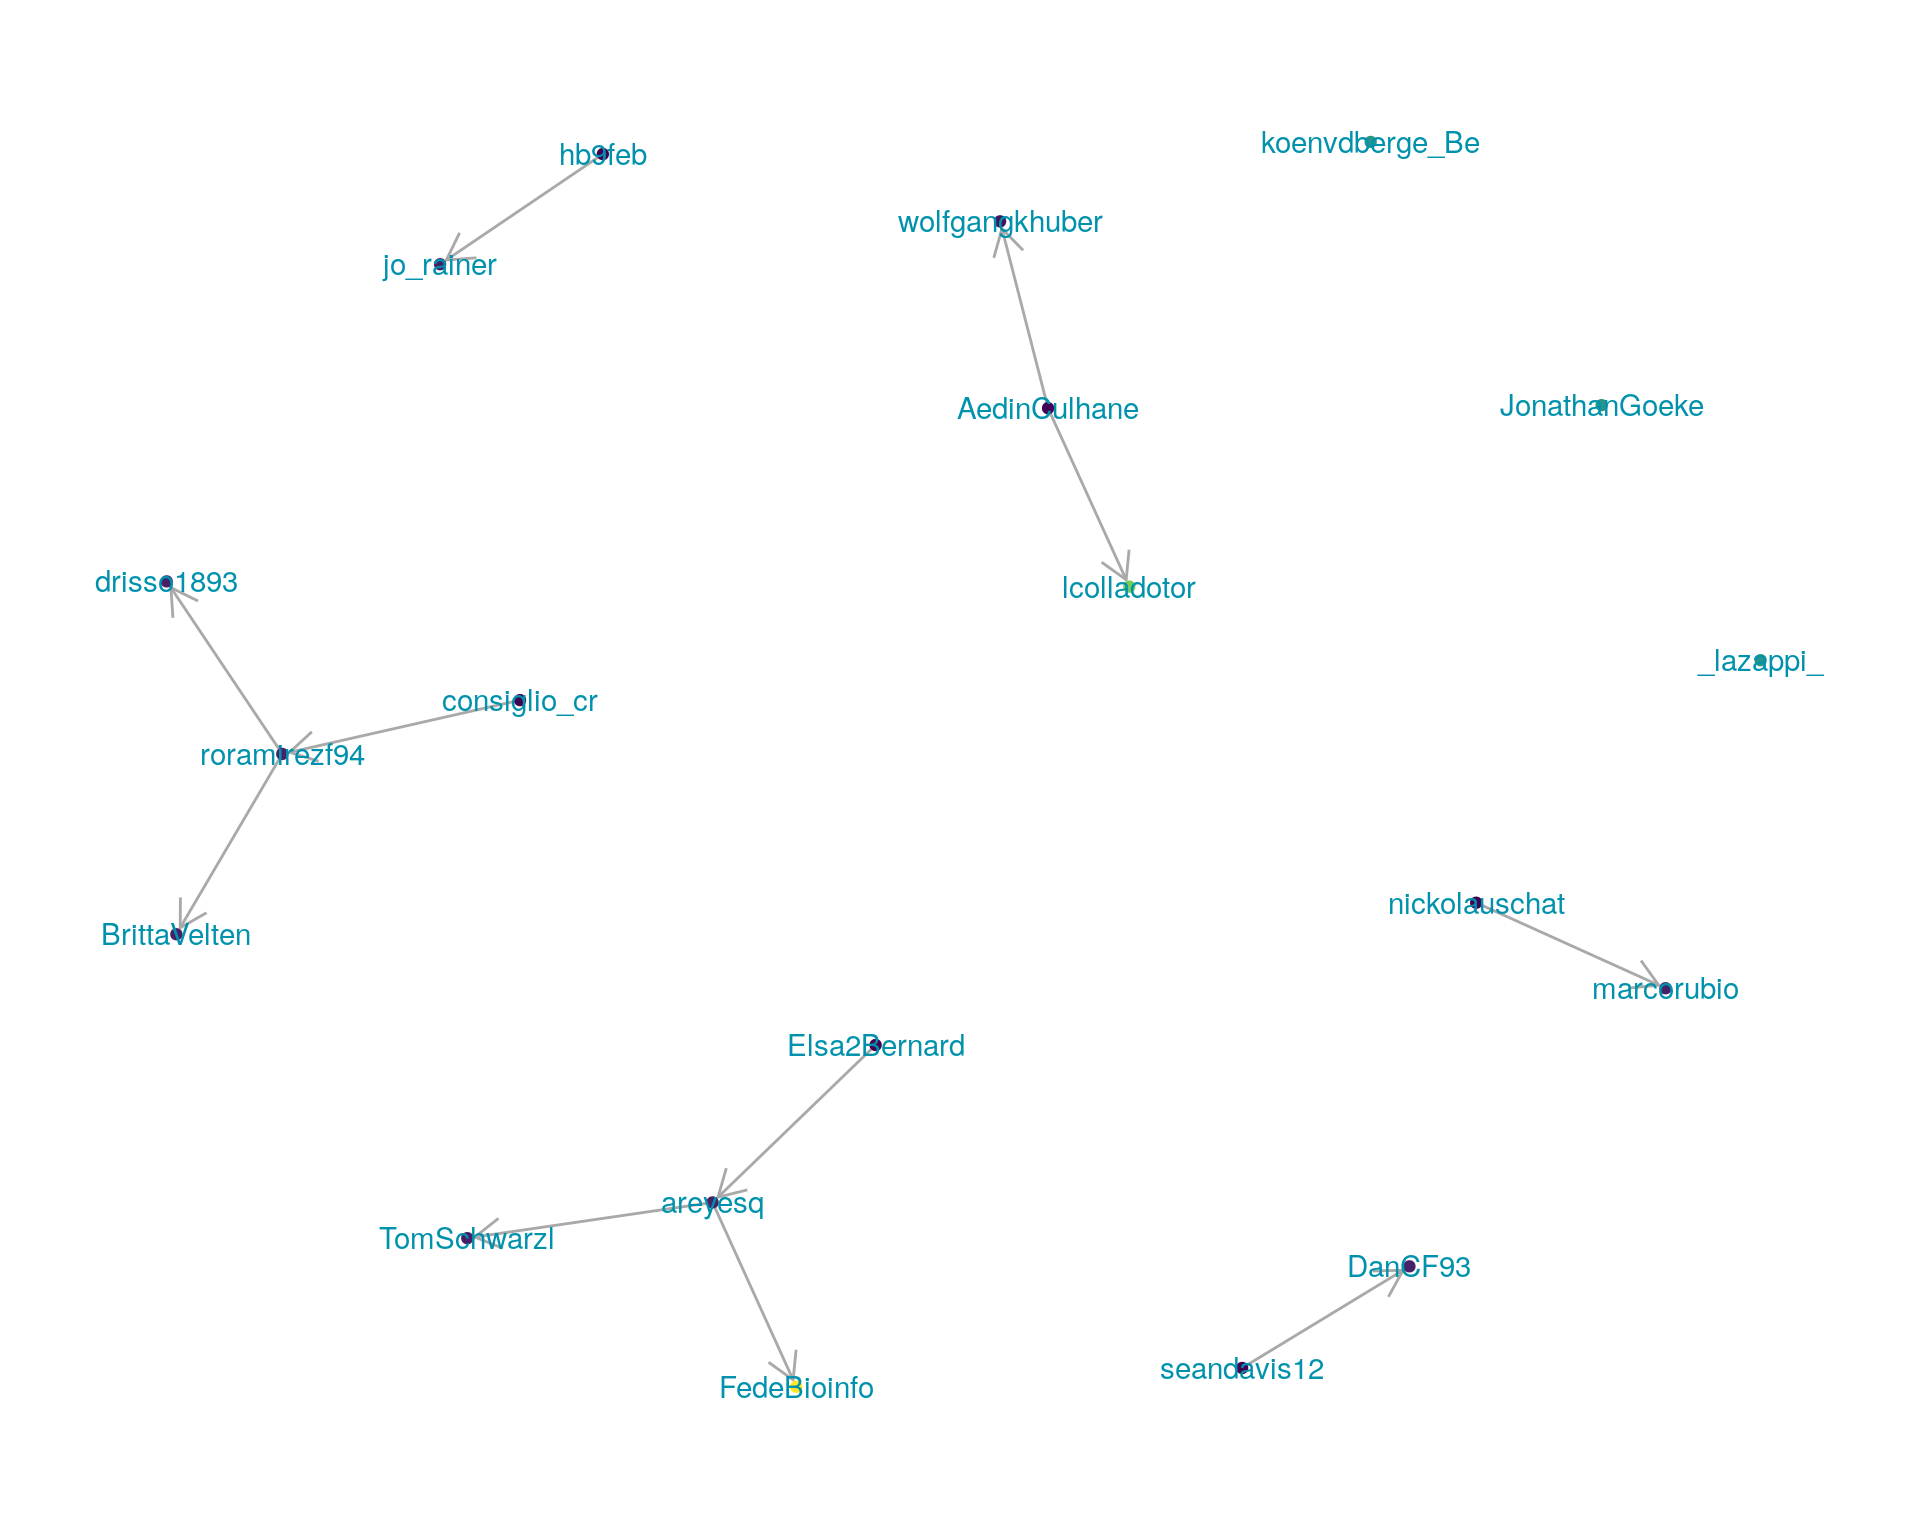 koenvdberge_Be
hb9feb
wolfgangkhuber
jo_rainer
JonathanGoeke
AedinCulhane
drisso1893
lcolladotor
_lazappi_
consiglio_cr
roramirezf94
nickolauschat
BrittaVelten
marcorubio
Elsa2Bernard
areyesq
TomSchwarzl
DanCF93
seandavis12
FedeBioinfo